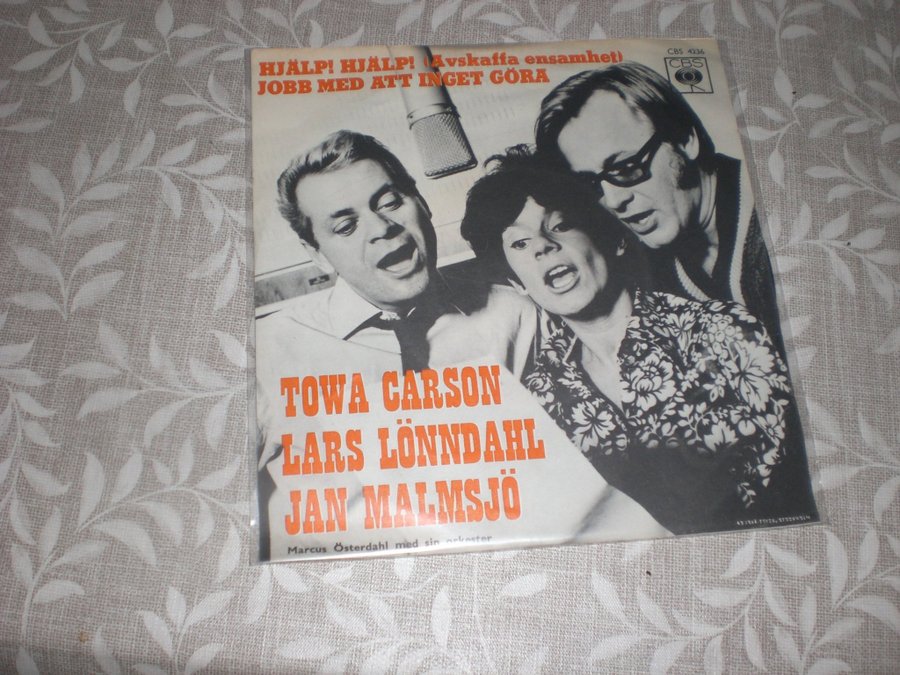 CBS 4236
HJÄLP! HJÄLP! (Avskaffa ensamhet)
JOBB MED ATT INGET GÖRA
CBS
TOWA CARSON
LARS LÖNNDAHL
JAN MALMSJÖ
Marcus Österdahl med sin orkester